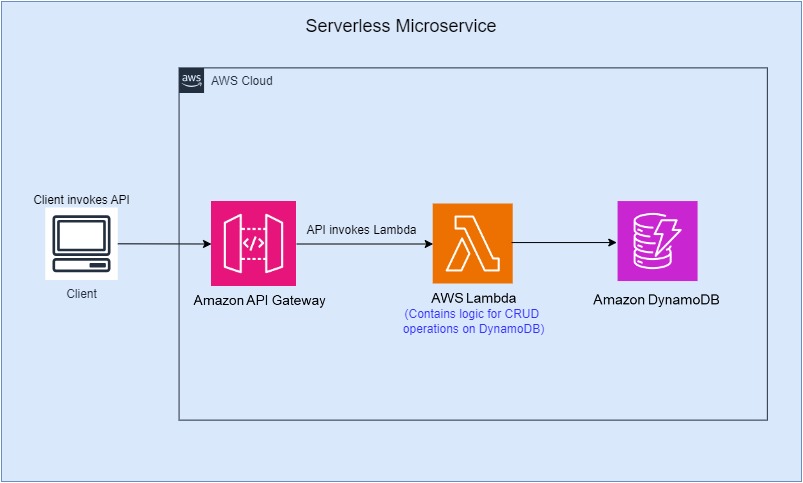 Serverless Microservice
aws
AWS Cloud
Client invokes API
Client
</>
Amazon API Gateway
API invokes Lambda
AWS Lambda
(Contains logic for CRUD
operations on DynamoDB)
Amazon DynamoDB